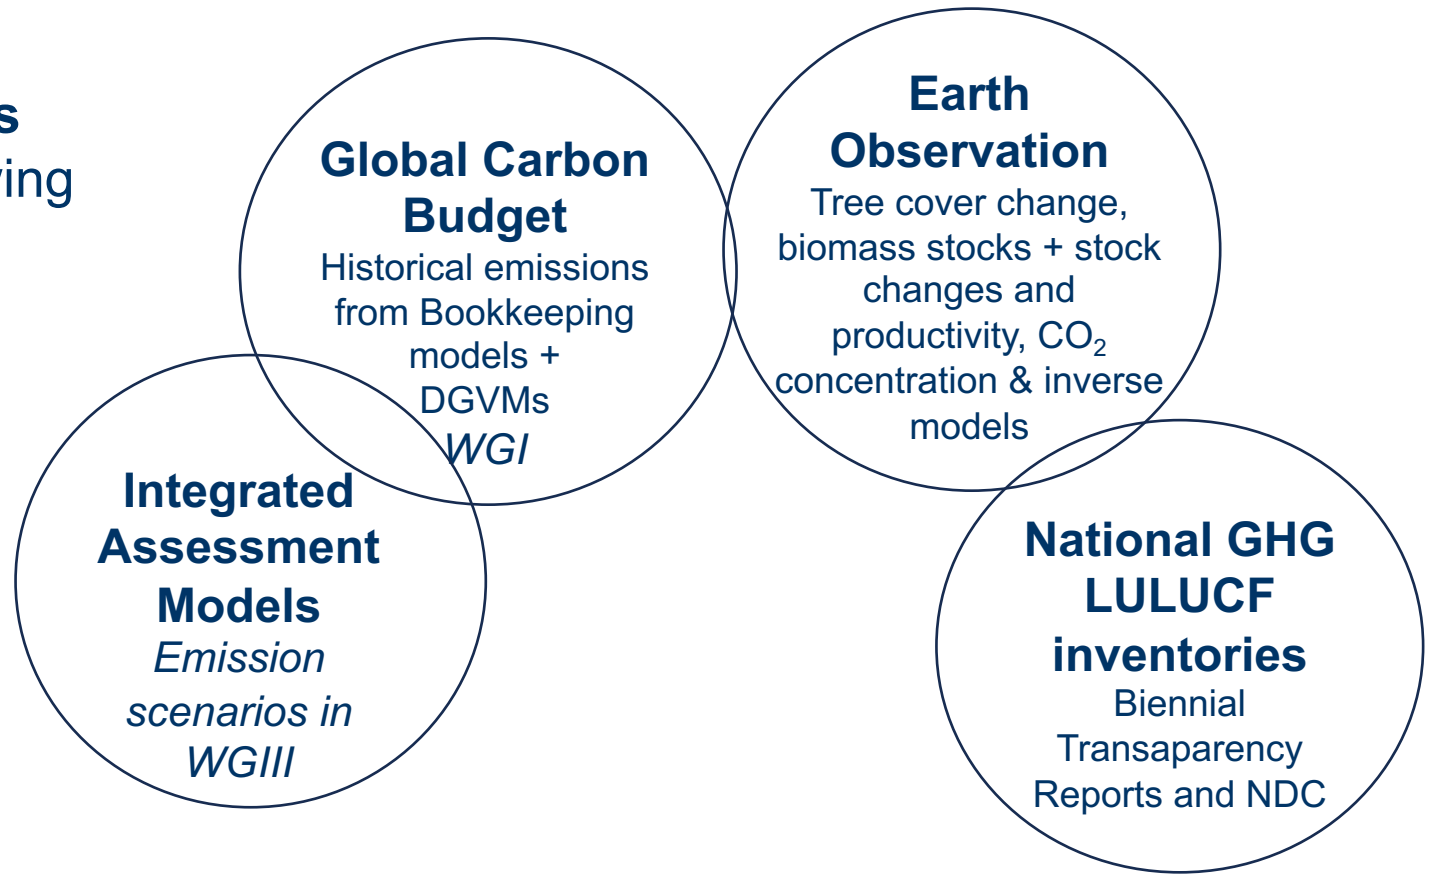 s
ving
Global Carbon
Budget
Historical emissions
from Bookkeeping
models +
DGVMs
WGI
Earth
Observation
Tree cover change,
biomass stocks + stock
changes and
productivity, CO₂
concentration & inverse
models
Integrated
Assessment
Models
Emission
scenarios in
WGIII
National GHG
LULUCF
inventories
Biennial
Transaparency
Reports and NDC